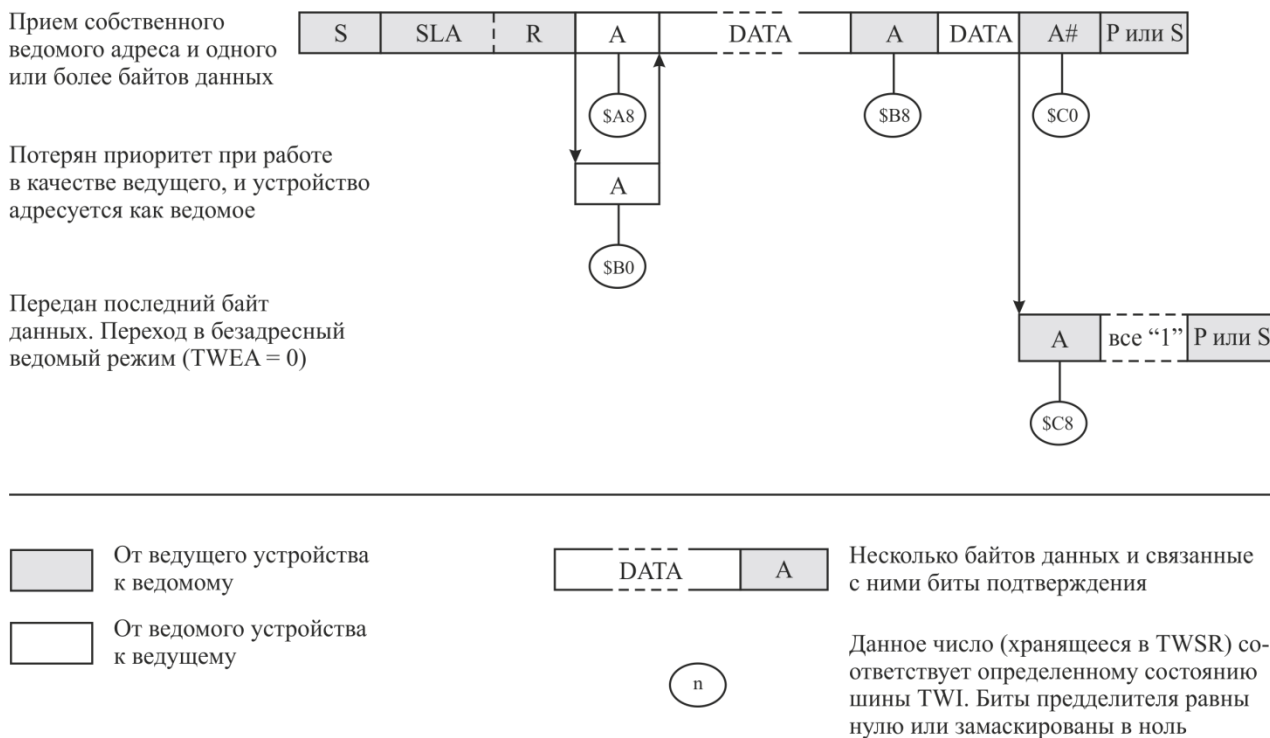 Прием собственного
ведомого адреса и одного
или более байтов данных
S SLA R A DATA A DATA A# P или S
$A8 $B8 $C0
Потерян приоритет при работе
в качестве ведущего, и устройство
адресуется как ведомое
A
$B0
Передан последний байт
данных. Переход в безадресный
ведомый режим (TWEA = 0)
A все “1” P или S
$C8
От ведущего устройства
к ведомому
От ведомого устройства
к ведущему
DATA A
Несколько байтов данных и связанные
с ними биты подтверждения
n
Данное число (хранящееся в TWSR) со-
ответствует определенному состоянию
шины TWI. Биты предделителя равны
нулю или замаскированы в ноль